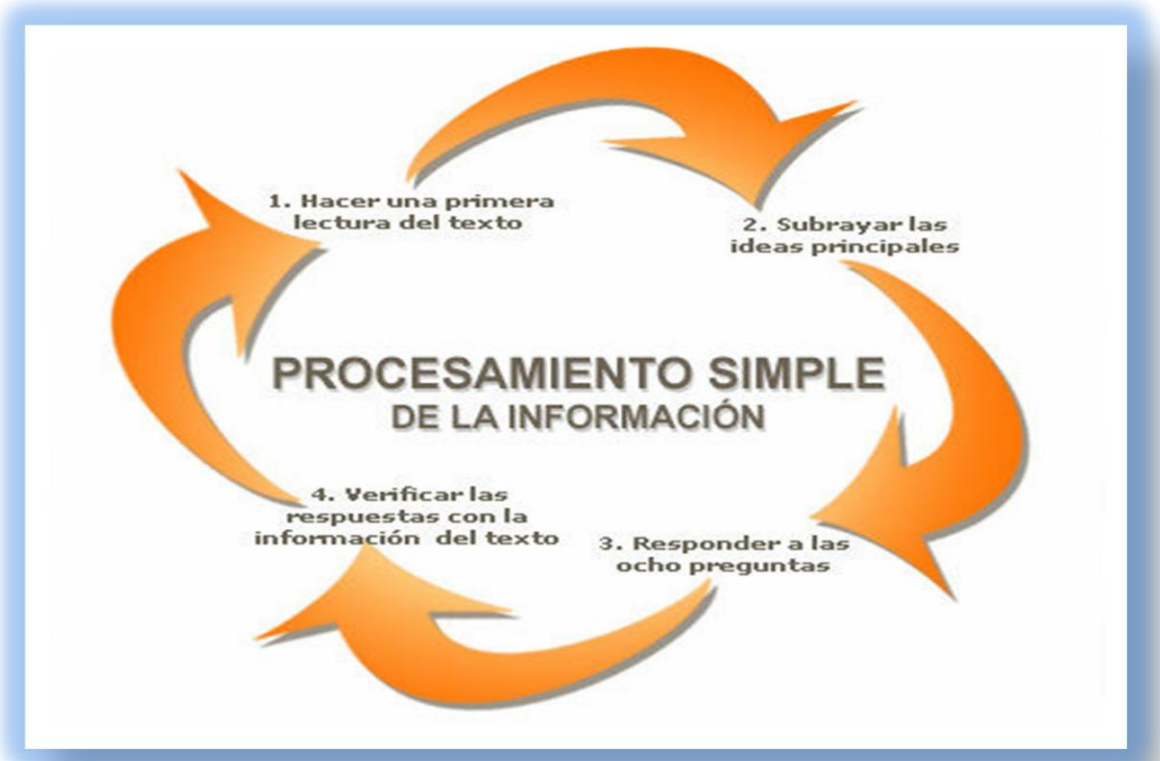 1. Hacer una primera
lectura del texto
2. Subrayar las
ideas principales
PROCESAMIENTO SIMPLE
DE LA INFORMACIÓN
3. Responder a las
ocho preguntas
4. Verificar las
respuestas con la
información del texto